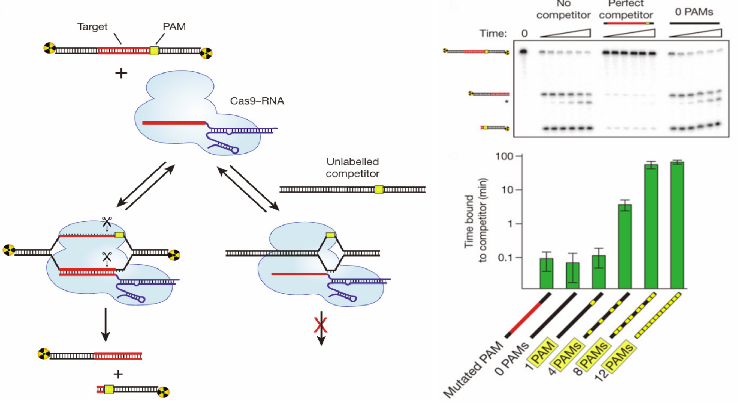 Target
PAM
+
Cas9–RNA
Unlabelled
competitor
X
+
No
competitor
Perfect
competitor
0 PAMs
Time:
0
*
Time bound
to competitor (min)
100
10
1
0.1
Mutated PAM
0 PAMs
1 PAM
4 PAMs
8 PAMs
12 PAMs